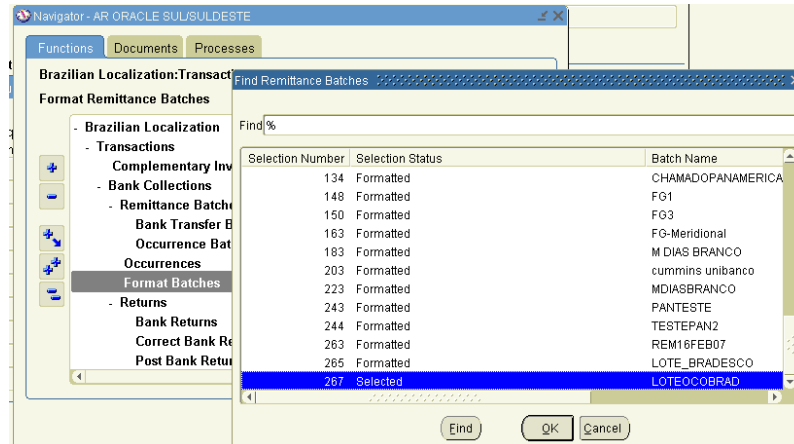 Navigator - AR ORACLE SUL/SULDESTE
Functions
Documents
Processes
Brazilian Localization:Transact
Format Remittance Batches
- Brazilian Localization
- Transactions
Complementary Inv
- Bank Collections
- Remittance Batche
Bank Transfer B
Occurrence Bat
Occurrences
Format Batches
- Returns
Bank Returns
Correct Bank Re
Post Bank Retu
Find Remittance Batches
Find %
Selection Number Selection Status Batch Name
134 Formatted CHAMADOPANAMERICA
148 Formatted FG1
150 Formatted FG3
163 Formatted FG-Meridional
183 Formatted M DIAS BRANCO
203 Formatted cummins unibanco
223 Formatted MDIASBRANCO
243 Formatted PANTESTE
244 Formatted TESTEPAN2
263 Formatted REM16FEB07
265 Formatted LOTE_BRADESCO
267 Selected LOTEOCOBRAD
Find
OK
Cancel